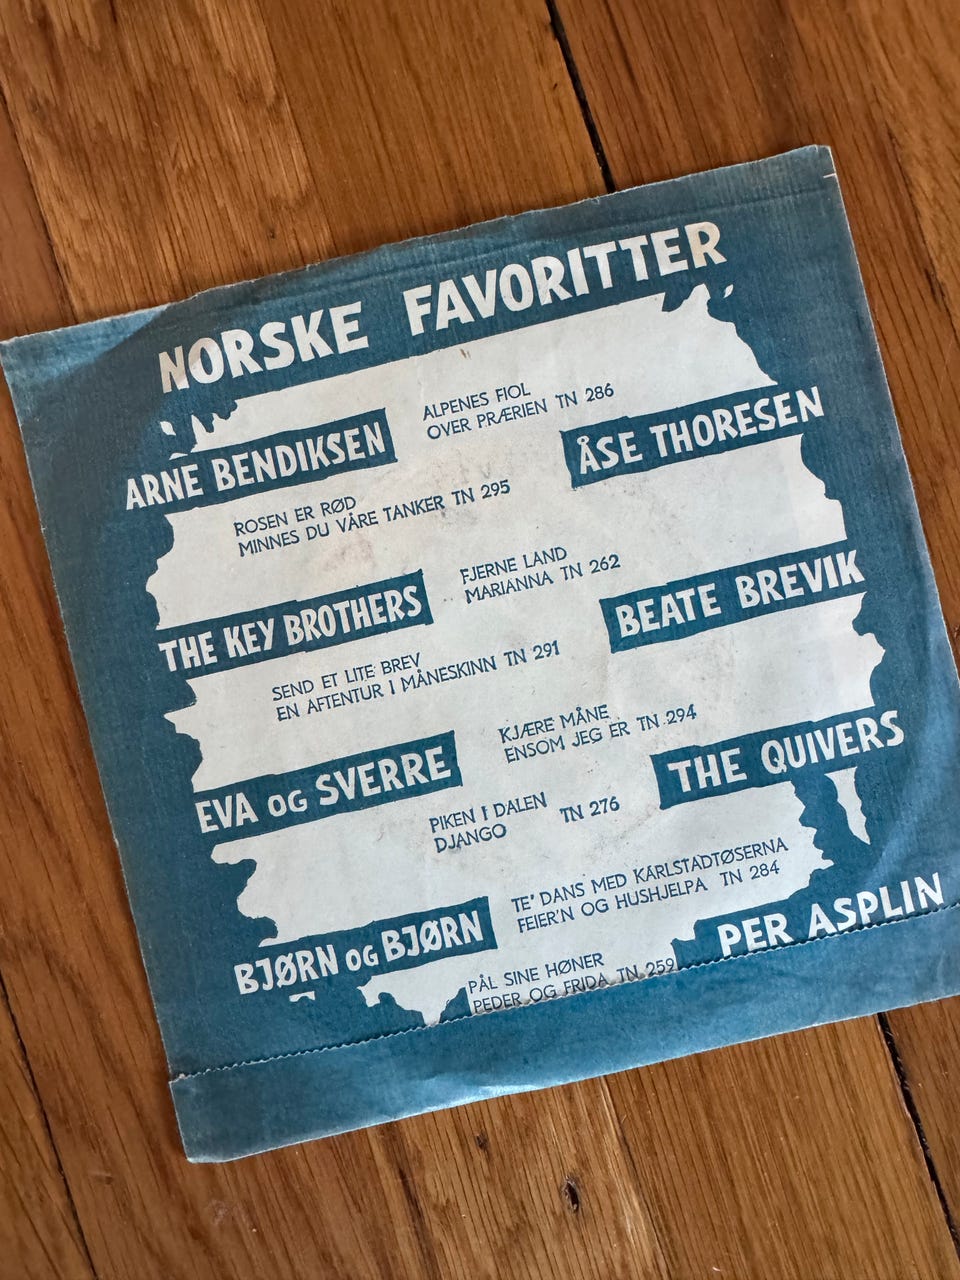 NORSKE FAVORITTER
ALPENES FIOL
OVER PRÆRIEN TN 286
ARNE BENDIKSEN
ÅSE THORESEN
ROSEN ER RØD
MINNES DU VÅRE TANKER TN 295
FJERNE LAND
MARIANNA TN 262
THE KEY BROTHERS
BEATE BREVIK
SEND ET LITE BREV
EN AFTENTUR I MÅNESKINN TN 291
KJÆRE MÅNE
ENSOM JEG ER TN 294
EVA OG SVERRE
THE QUIVERS
PIKEN I DALEN
DJANGO TN 276
TE' DANS MED KARLSTADTØSERNA
FEIER'N OG HUSHJELPA TN 284
BJØRN OG BJØRN
PER ASPLIN
PÅL SINE HØNER
PEDER OG FRIDA TN 259